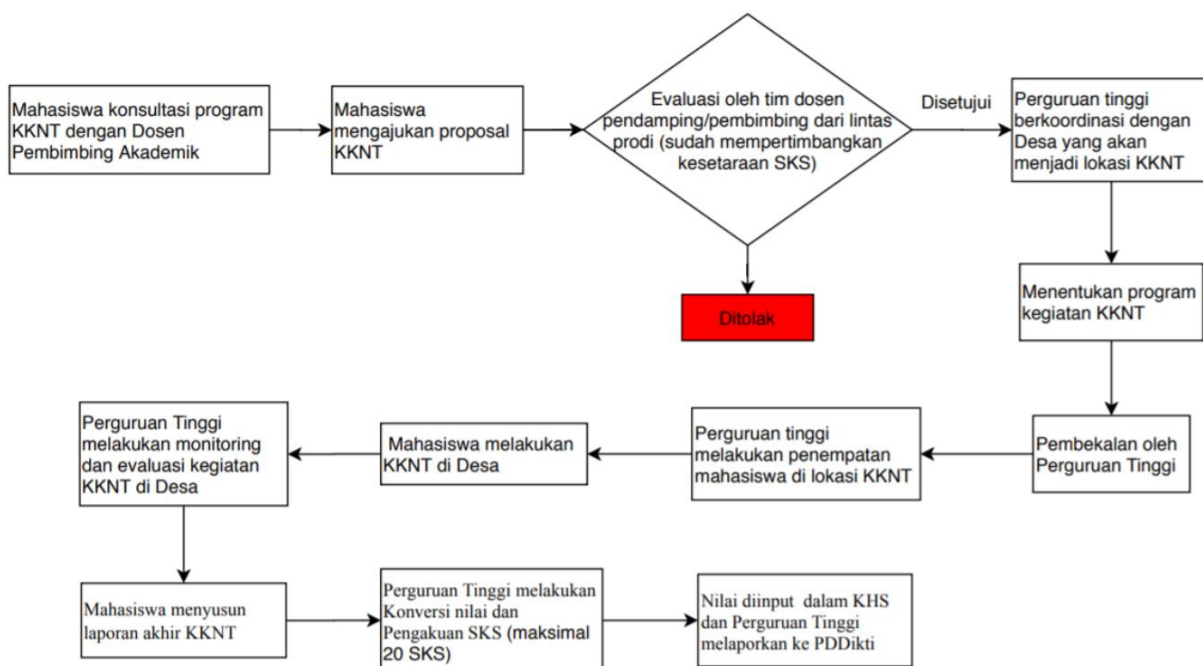 Mahasiswa konsultasi program
KKNT dengan Dosen
Pembimbing Akademik
Mahasiswa
mengajukan proposal
KKNT
Evaluasi oleh tim dosen
pendamping/pembimbing dari lintas
prodi (sudah mempertimbangkan
kesetaraan SKS)
Disetujui
Perguruan tinggi
berkoordinasi dengan
Desa yang akan
menjadi lokasi KKNT
Ditolak
Menentukan program
kegiatan KKNT
Pembekalan oleh
Perguruan Tinggi
Perguruan tinggi
melakukan penempatan
mahasiswa di lokasi KKNT
Mahasiswa melakukan
KKNT di Desa
Perguruan Tinggi
melakukan monitoring
dan evaluasi kegiatan
KKNT di Desa
Mahasiswa menyusun
laporan akhir KKNT
Perguruan Tinggi melakukan
Konversi nilai dan
Pengakuan SKS (maksimal
20 SKS)
Nilai diinput dalam KHS
dan Perguruan Tinggi
melaporkan ke PDDikti